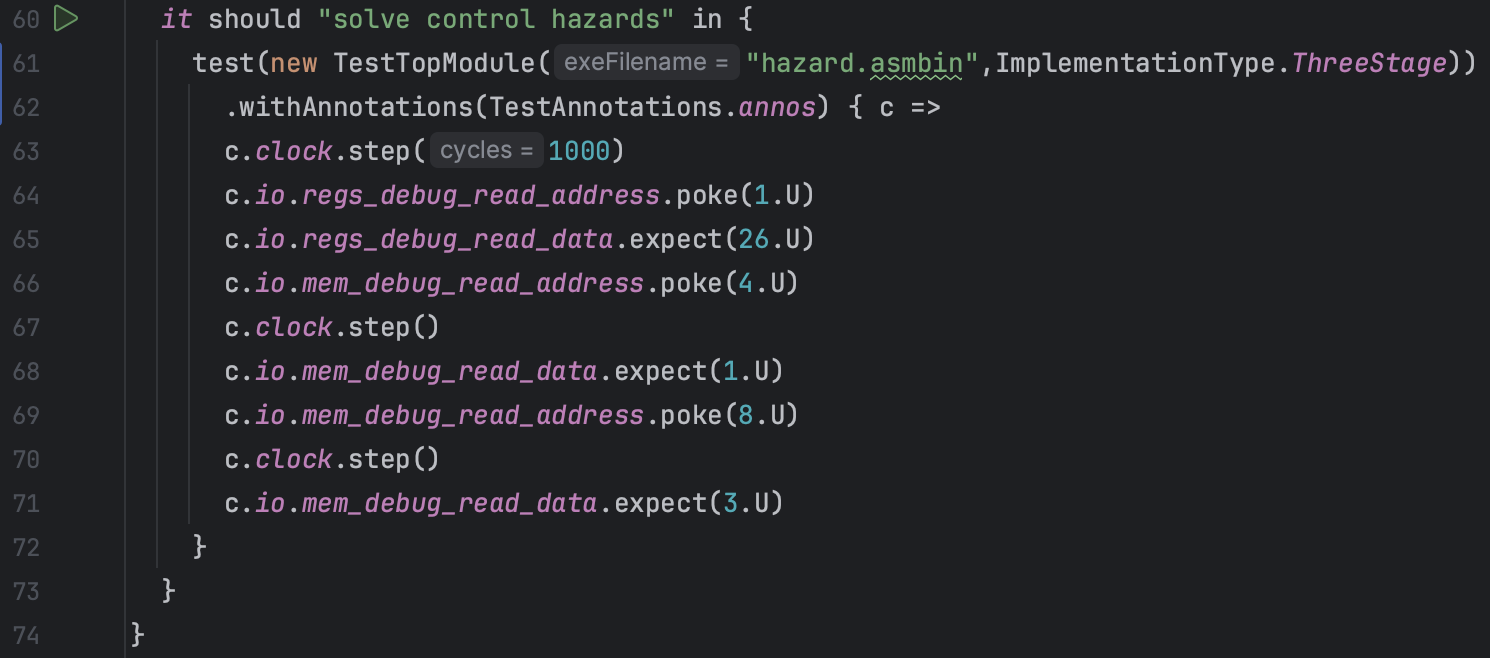 60 it should "solve control hazards" in {
61 test(new TestTopModule( exeFilename = "hazard.asmbin",ImplementationType.ThreeStage))
62 .withAnnotations(TestAnnotations.annos) { c =>
63 c.clock.step( cycles = 1000)
64 c.io.regs_debug_read_address.poke(1.U)
65 c.io.regs_debug_read_data.expect(26.U)
66 c.io.mem_debug_read_address.poke(4.U)
67 c.clock.step()
68 c.io.mem_debug_read_data.expect(1.U)
69 c.io.mem_debug_read_address.poke(8.U)
70 c.clock.step()
71 c.io.mem_debug_read_data.expect(3.U)
72 }
73 }
74 }